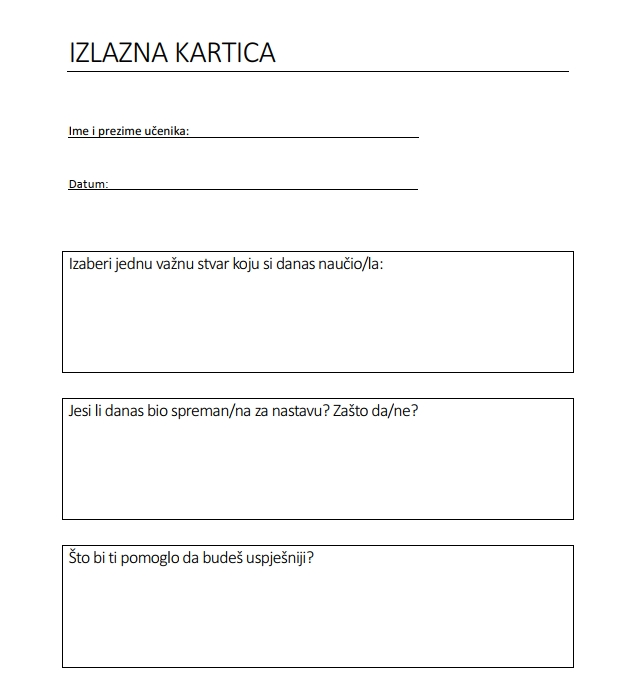 IZLAZNA KARTICA
Ime i prezime učenika:
Datum:
Izaberi jednu važnu stvar koju si danas naučio/la:
Jesi li danas bio spreman/na za nastavu? Zašto da/ne?
Što bi ti pomoglo da budeš uspješniji?